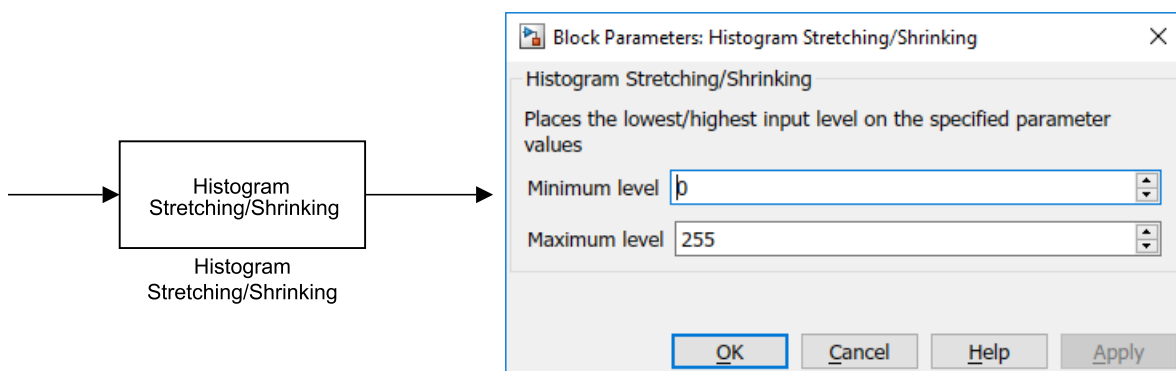 Histogram
Stretching/Shrinking
Histogram
Stretching/Shrinking
Block Parameters: Histogram Stretching/Shrinking
Histogram Stretching/Shrinking
Places the lowest/highest input level on the specified parameter
values
Minimum level 0
Maximum level 255
OK Cancel Help Apply